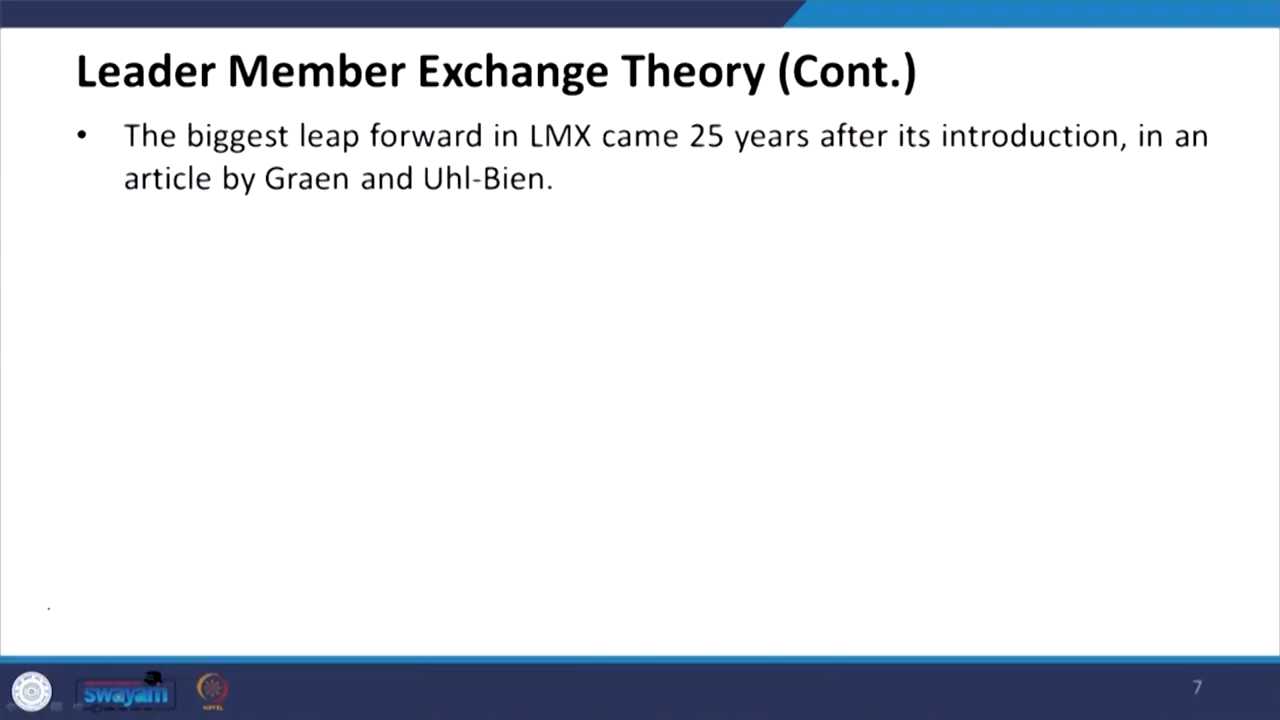 Leader Member Exchange Theory (Cont.)
• The biggest leap forward in LMX came 25 years after its introduction, in an
article by Graen and Uhl-Bien.
swayam
7